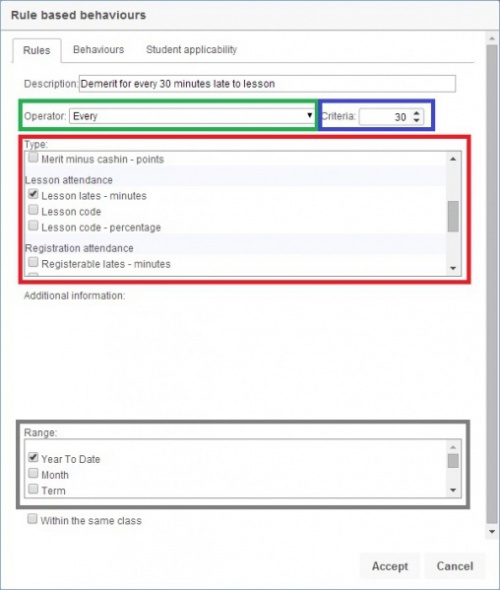 Rule based behaviours
Rules Behaviours Student applicability
Description: Demerit for every 30 minutes late to lesson
Operator: Every Criteria: 30
Type:
Merit minus cashin - points
Lesson attendance
Lesson lates - minutes
Lesson code
Lesson code - percentage
Registration attendance
Registerable lates - minutes
Additional information:
Range:
Year To Date
Month
Term
Within the same class
Accept Cancel